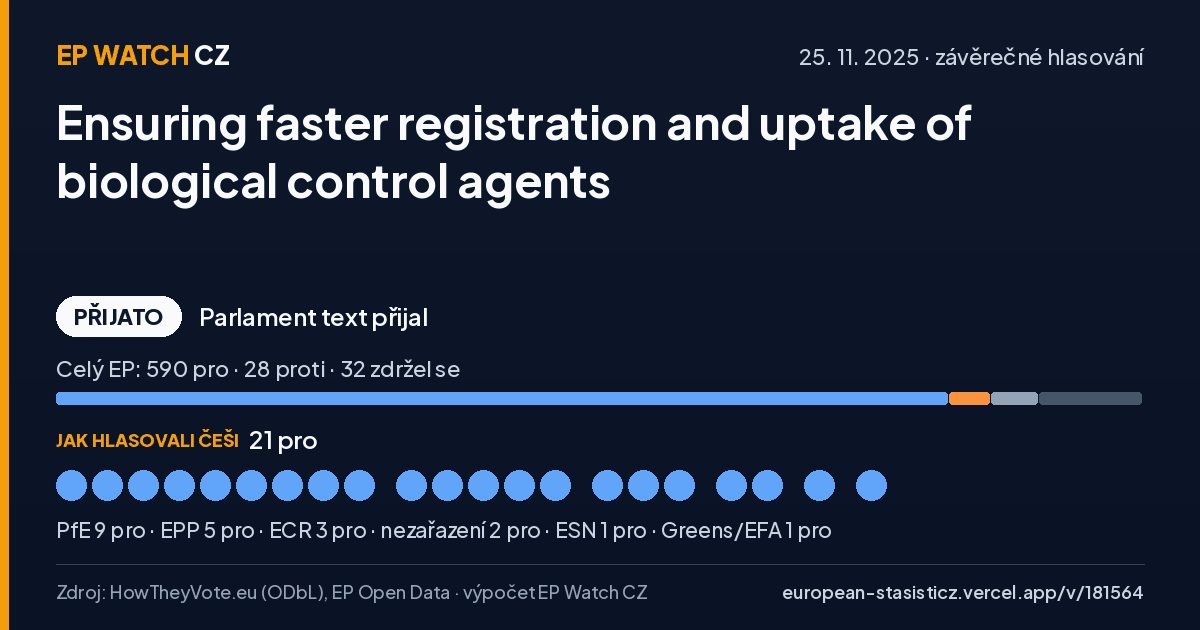 EP WATCH CZ
25. 11. 2025 · závěrečné hlasování
Ensuring faster registration and uptake of
biological control agents
PŘIJATO Parlament text přijal
Celý EP: 590 pro · 28 proti · 32 zdržel se
JAK HLASOVALI ČEŠI 21 pro
PfE 9 pro · EPP 5 pro · ECR 3 pro · nezařazení 2 pro · ESN 1 pro · Greens/EFA 1 pro
Zdroj: HowTheyVote.eu (ODbL), EP Open Data · výpočet EP Watch CZ
european-stasisticz.vercel.app/v/181564